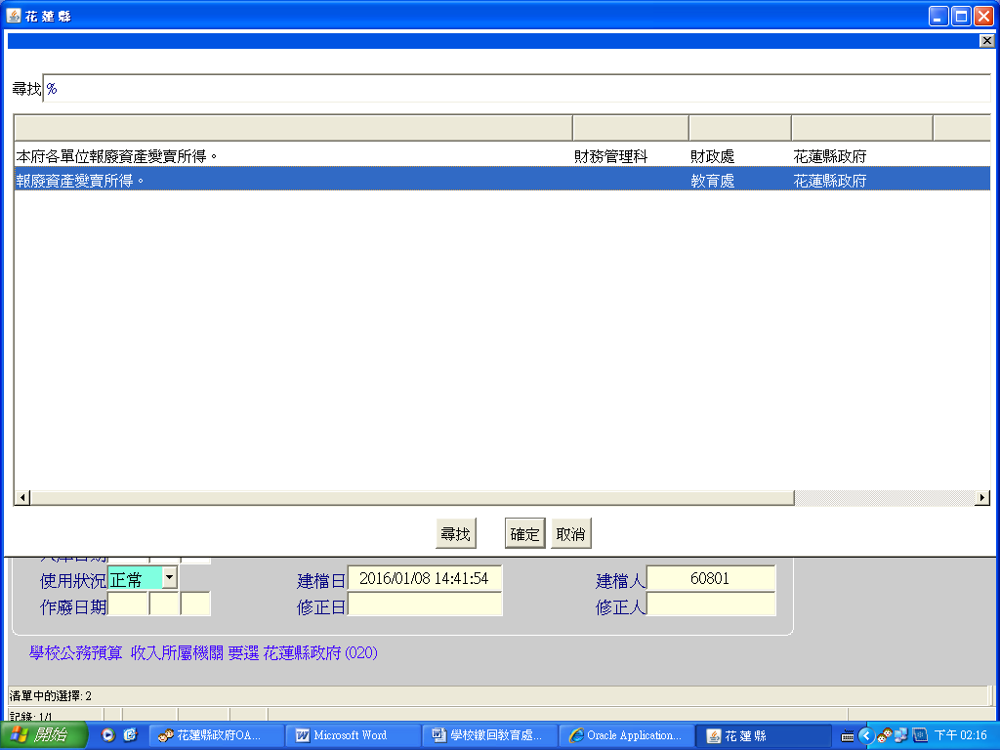 花蓮縣
尋找 %
本府各單位報廢資產變賣所得。 財務管理科 財政處 花蓮縣政府
報廢資產變賣所得。 教育處 花蓮縣政府
尋找 確定 取消
使用狀況 正常 建檔日 2016/01/08 14:41:54 建檔人 60801
作廢日期 修正日 修正人
學校公務預算 收入所屬機關 要選 花蓮縣政府 (020)
清單中的選擇: 2
記錄: 1/1
開始 花蓮縣政府OA... Microsoft Word 學校繳回教育處... Oracle Application... 花蓮縣 下午 02:16